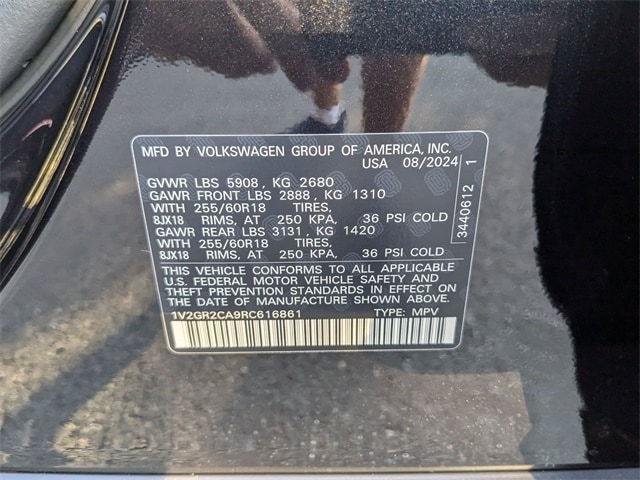 MFD BY VOLKSWAGEN GROUP OF AMERICA, INC.
USA 08/2024
GVWR LBS 5908, KG 2680
GAWR FRONT LBS 2888, KG 1310
WITH 255/60R18 TIRES,
8JX18 RIMS, AT 250 KPA, 36 PSI COLD
GAWR REAR LBS 3131, KG 1420
WITH 255/60R18 TIRES,
8JX18 RIMS, AT 250 KPA, 36 PSI COLD
THIS VEHICLE CONFORMS TO ALL APPLICABLE
U.S. FEDERAL MOTOR VEHICLE SAFETY AND
THEFT PREVENTION STANDARDS IN EFFECT ON
THE DATE OF MANUFACTURE SHOWN ABOVE.
1V2GR2CA9RC616861 TYPE: MPV
3440612 1